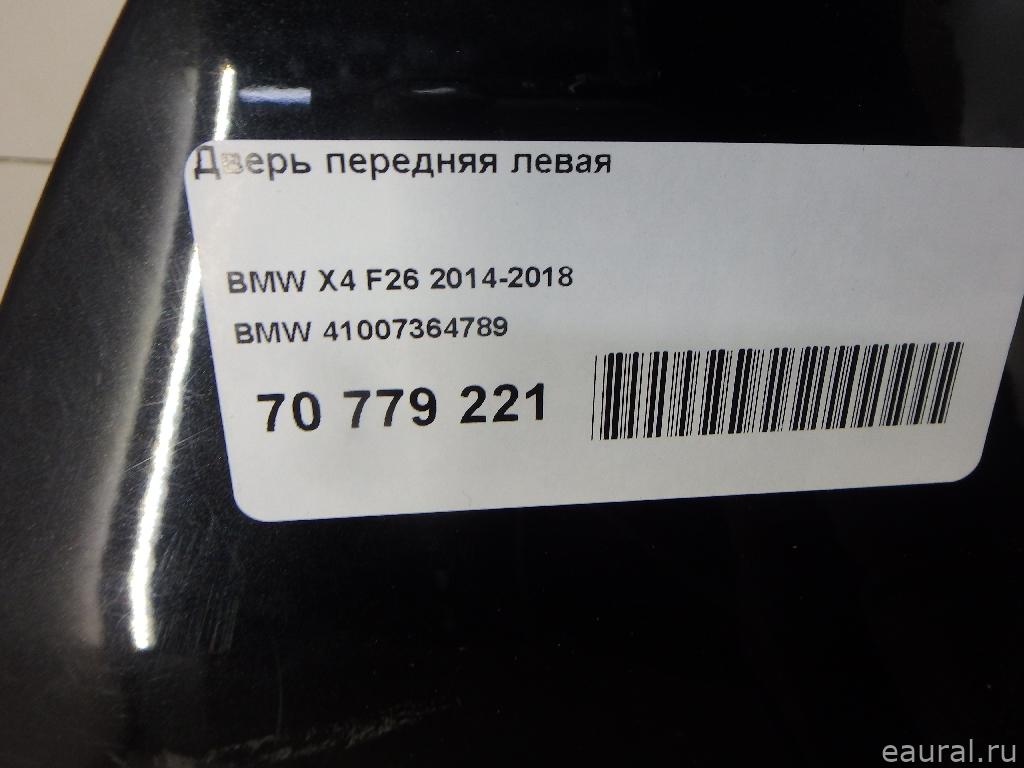 Дверь передняя левая
BMW X4 F26 2014-2018
BMW 41007364789
70 779 221
eaural.ru